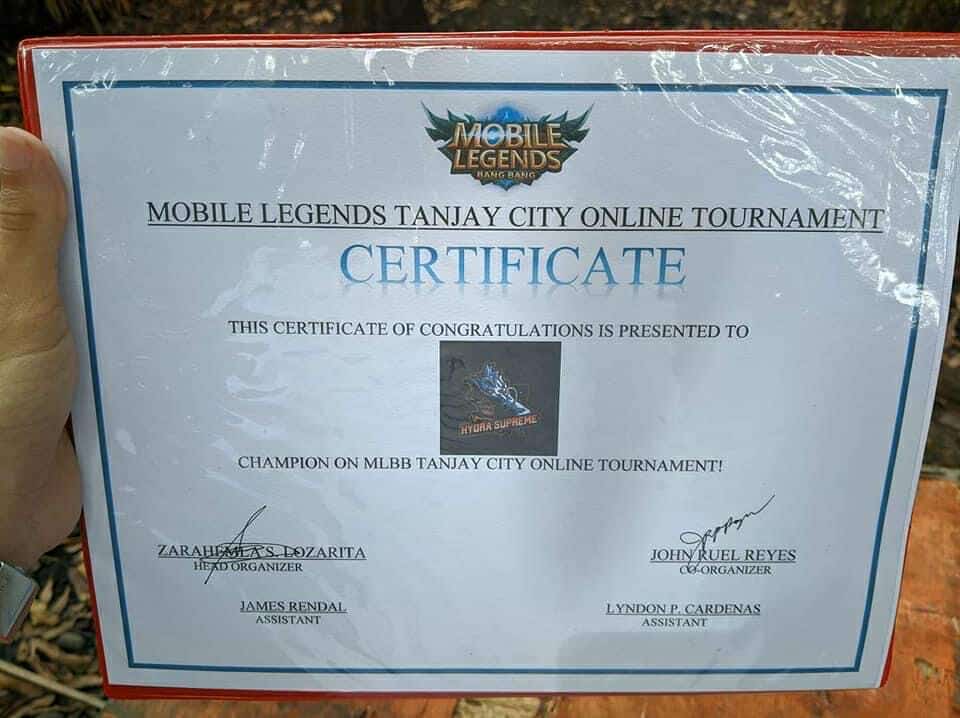 MOBILE
LEGENDS
BANG BANG
MOBILE LEGENDS TANJAY CITY ONLINE TOURNAMENT
CERTIFICATE
THIS CERTIFICATE OF CONGRATULATIONS IS PRESENTED TO
HYDRA SUPREME
CHAMPION ON MLBB TANJAY CITY ONLINE TOURNAMENT!
ZARAHEMLA S. LOZARITA
HEAD ORGANIZER
JOHN RUEL REYES
CO-ORGANIZER
JAMES RENDAL
ASSISTANT
LYNDON P. CARDENAS
ASSISTANT